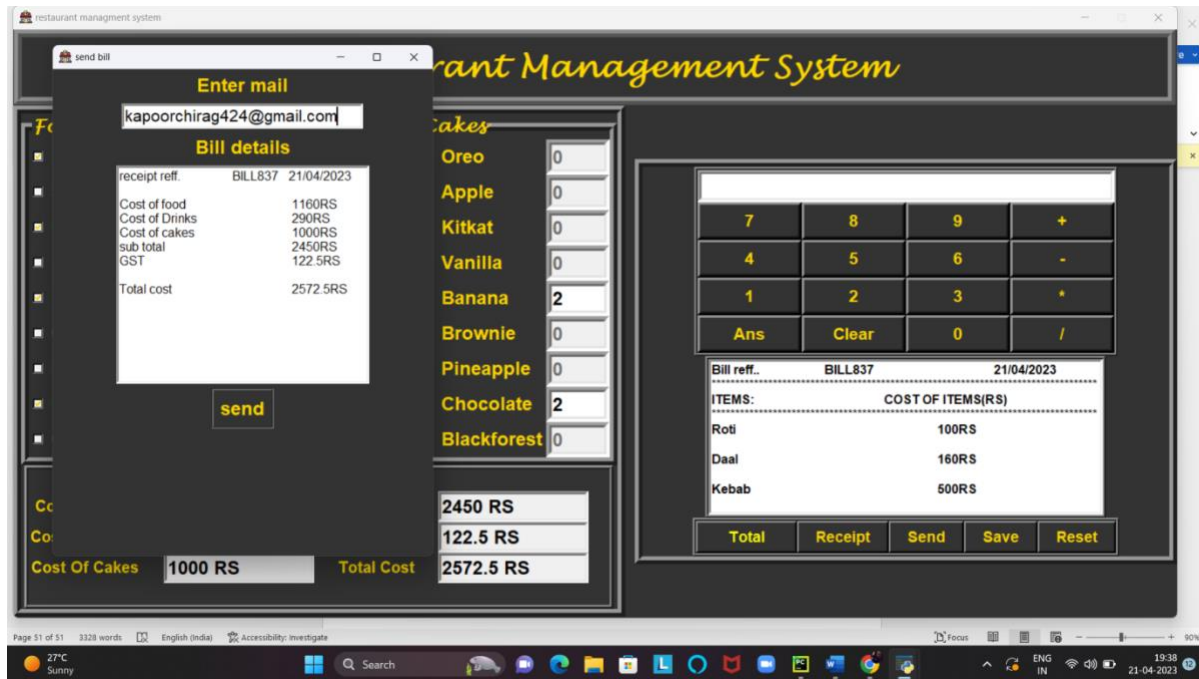 restaurant managment system
send bill
rant Management System
Enter mail
kapoorchirag424@gmail.com
Bill details
receipt reff. BILL837 21/04/2023
Cost of food 1160RS
Cost of Drinks 290RS
Cost of cakes 1000RS
sub total 2450RS
GST 122.5RS
Total cost 2572.5RS
send
Cakes
Oreo 0
Apple 0
Kitkat 0
Vanilla 0
Banana 2
Brownie 0
Pineapple 0
Chocolate 2
Blackforest 0
2450 RS
122.5 RS
Cost Of Cakes 1000 RS Total Cost 2572.5 RS
7 8 9 +
4 5 6 -
1 2 3 *
Ans Clear 0 /
Bill reff.. BILL837 21/04/2023
ITEMS: COST OF ITEMS(RS)
Roti 100RS
Daal 160RS
Kebab 500RS
Total Receipt Send Save Reset
Page 51 of 51 3328 words English (India) Accessibility: Investigate Focus 90%
27°C
Sunny
Search
ENG
IN
19:38
21-04-2023